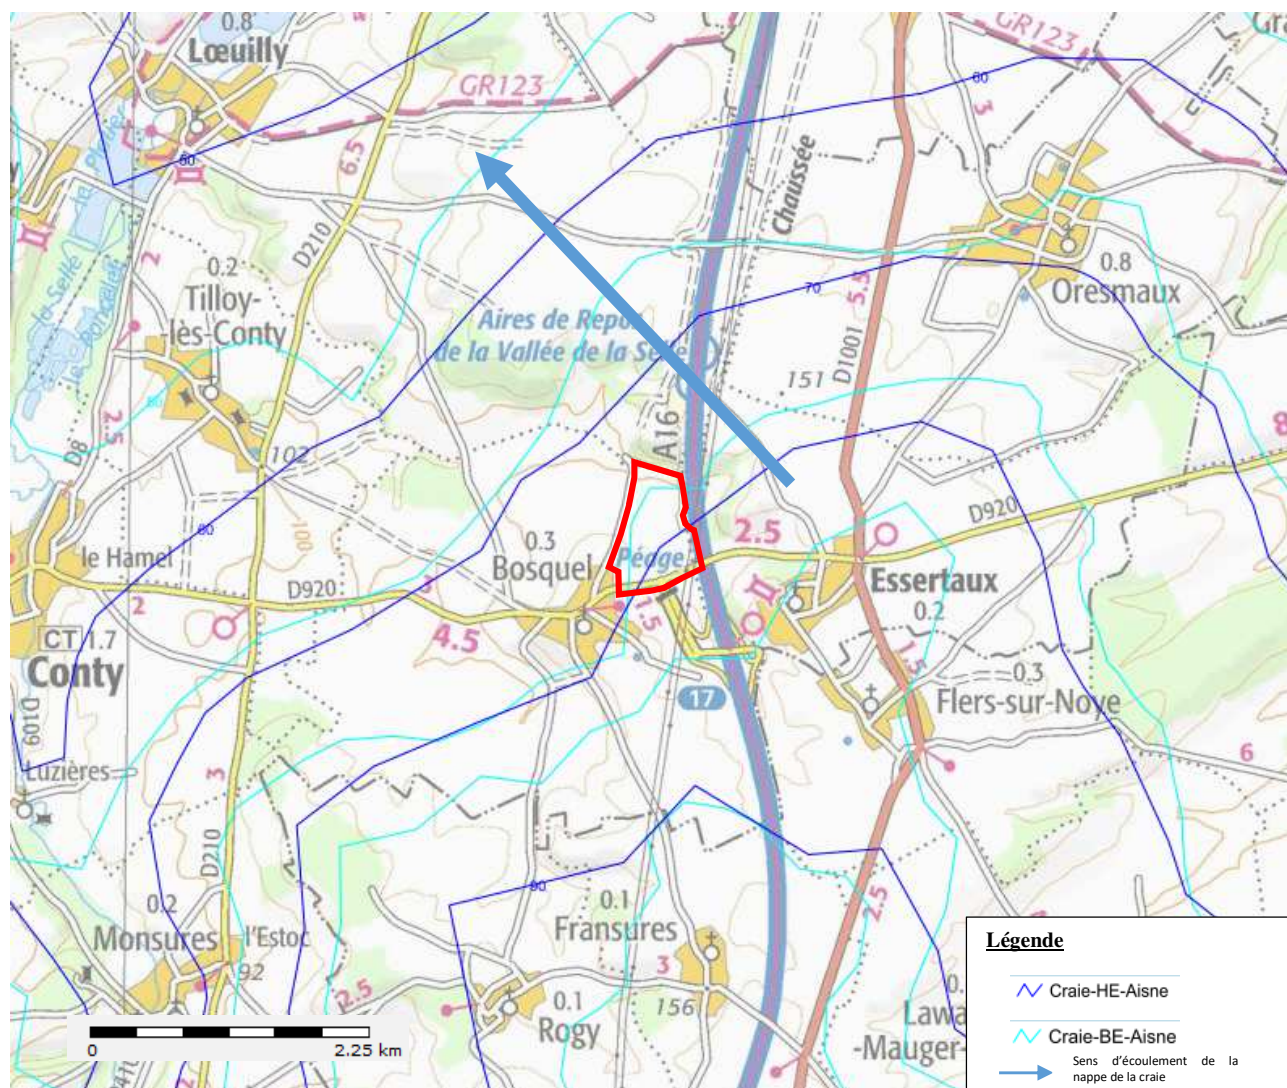 0.8
Lœuilly
GR123
GR123
3
60
50
6.5
Chaussée
2
D210
0.2
Tilloy-
-lès-Conty
la Selle
0.8
Oresmaux
70
5.5
Aires de Repos
de la Vallée de la Selle
D1001
151
2.5
D8
102
A16
8
100
60
D920
2.5
0.3
Bosquel
Péage
le Hamel
D920
Essertaux
2
3
1.5
0.2
CT 1.7
4.5
Conty
1.5
0.3
Flers-sur-Noye
17
D109
6
Luzières
3
D210
90
2.5
0.2
0.1
Monsures
l'Estoc
Fransures
92
3
2.5
0.1
156
Rogy
Lawa
-Mauger-
D41
0
2.25 km
Légende
Craie-HE-Aisne
Craie-BE-Aisne
Sens d'écoulement de la
nappe de la craie